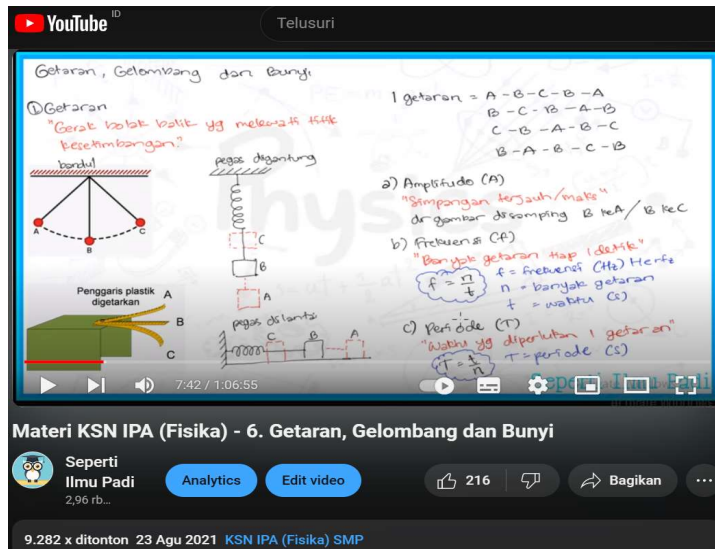 YouTube ID
Telusuri
Getaran, Gelombang dan Bunyi
① Getaran
"Gerak bolak balik yg melewati titik
kesetimbangan."
bandul
A
B
C
pegas digantung
C
B
A
Penggaris plastik
digetarkan
A
B
C
pegas dilantai
C
B
A
1 getaran = A - B - C - B - A
B - C - B - A - B
C - B - A - B - C
B - A - B - C - B
a) Amplitudo (A)
"Simpangan terjauh/maks"
dr gambar disamping B ke A / B ke C
b) Frekuensi (f)
"Banyak getaran tiap 1 detik"
f = n/t
f = frekuensi (Hz) Hertz
n = banyak getaran
t = waktu (s)
c) Periode (T)
"Waktu yg diperlukan 1 getaran"
T = t/n
T = periode (s)
Seperti Ilmu Padi
7:42 / 1:06:55
Materi KSN IPA (Fisika) - 6. Getaran, Gelombang dan Bunyi
Seperti
Ilmu Padi
2,96 rb...
Analytics
Edit video
216
Bagikan
...
9.282 x ditonton 23 Agu 2021 KSN IPA (Fisika) SMP